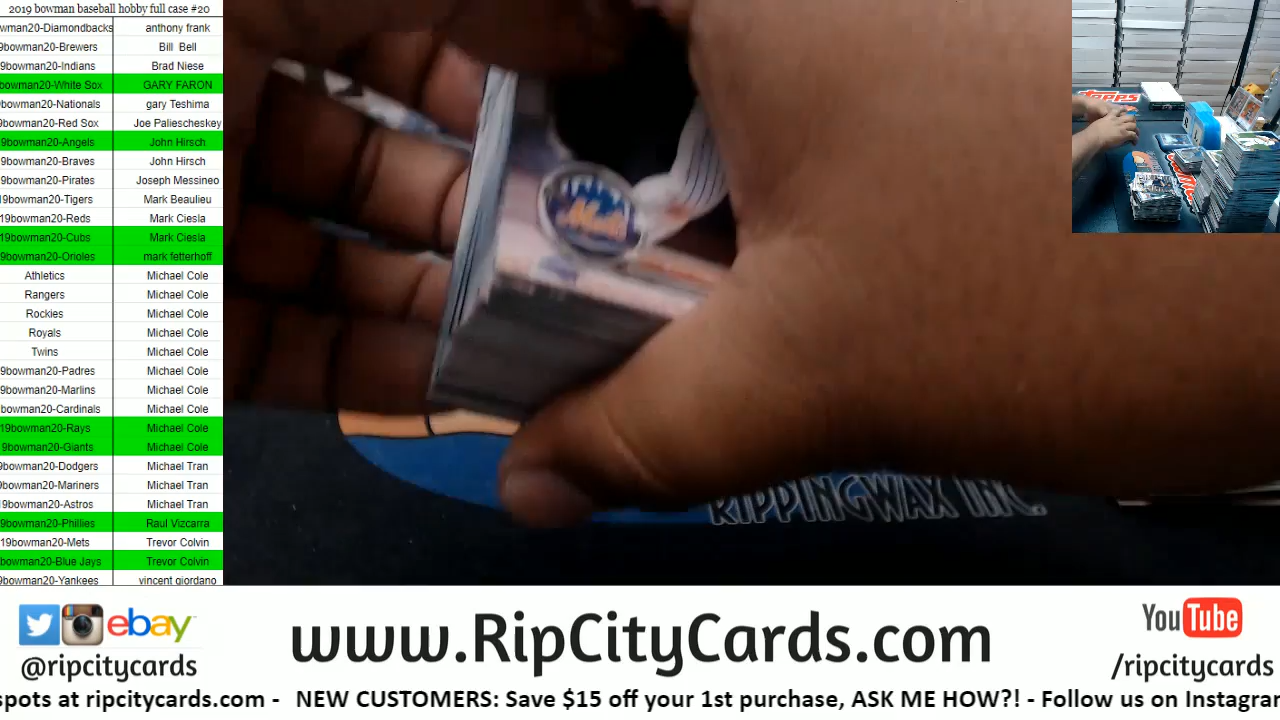 2019 bowman baseball hobby full case #20
wman20-Diamondbacks anthony frank
9bowman20-Brewers Bill Bell
9bowman20-Indians Brad Niese
bowman20-White Sox GARY FARON
bowman20-Nationals gary Teshima
9bowman20-Red Sox Joe Paliescheskey
9bowman20-Angels John Hirsch
9bowman20-Braves John Hirsch
9bowman20-Pirates Joseph Messineo
19bowman20-Tigers Mark Beaulieu
19bowman20-Reds Mark Ciesla
19bowman20-Cubs Mark Ciesla
9bowman20-Orioles mark fetterhoff
Athletics Michael Cole
Rangers Michael Cole
Rockies Michael Cole
Royals Michael Cole
Twins Michael Cole
9bowman20-Padres Michael Cole
9bowman20-Marlins Michael Cole
bowman20-Cardinals Michael Cole
19bowman20-Rays Michael Cole
9bowman20-Giants Michael Cole
9bowman20-Dodgers Michael Tran
9bowman20-Mariners Michael Tran
19bowman20-Astros Michael Tran
9bowman20-Phillies Raul Vizcarra
19bowman20-Mets Trevor Colvin
bowman20-Blue Jays Trevor Colvin
9bowman20-Yankees vincent giordano
Mets
Topps
RIPPINGWAX INC.
ebay
@ripcitycards
www.RipCityCards.com
YouTube
/ripcitycards
spots at ripcitycards.com - NEW CUSTOMERS: Save $15 off your 1st purchase, ASK ME HOW?! - Follow us on Instagran